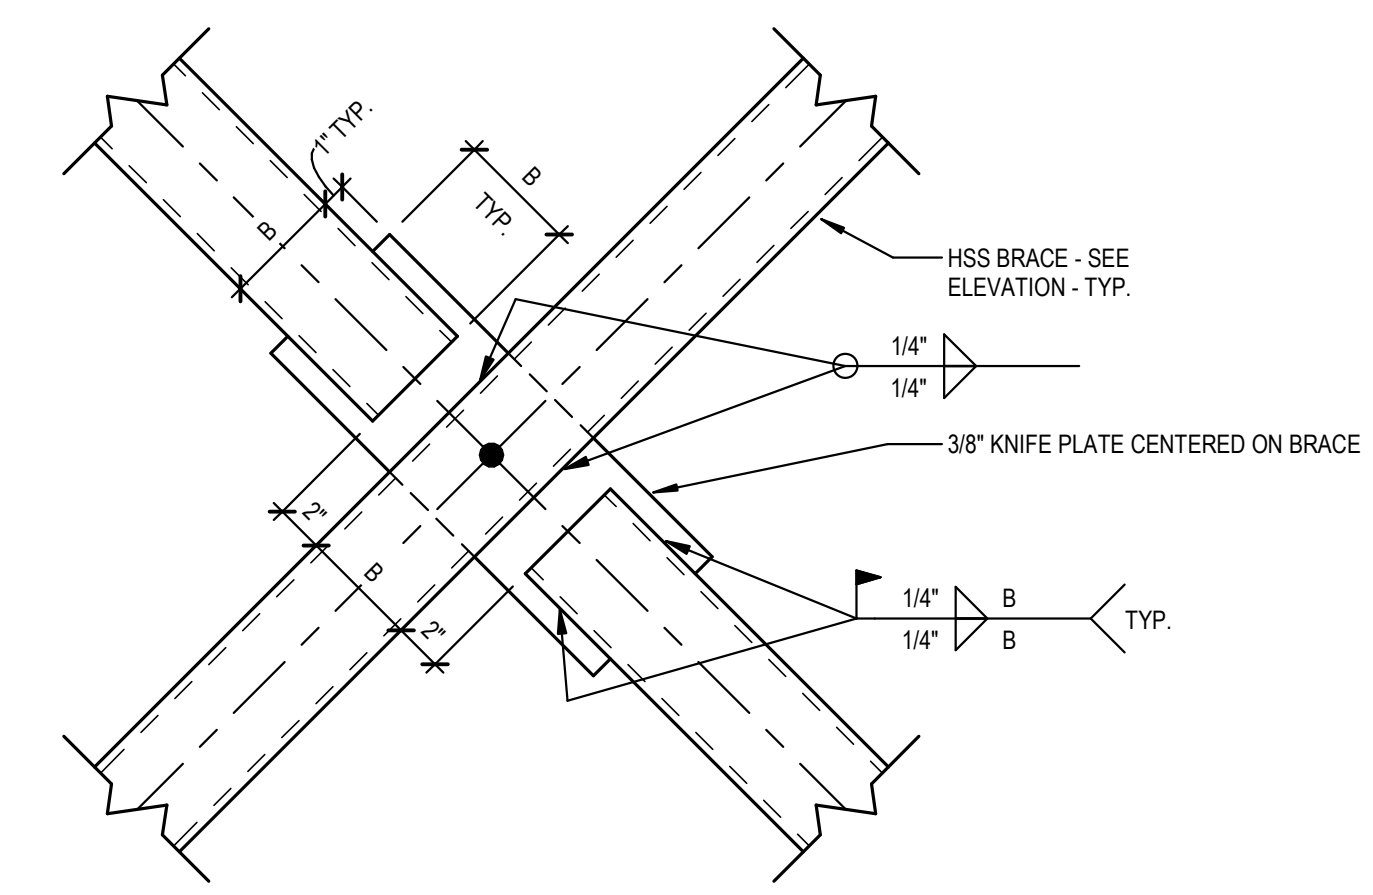 1" TYP.
B
TYP.
B
HSS BRACE - SEE
ELEVATION - TYP.
1/4"
1/4"
3/8" KNIFE PLATE CENTERED ON BRACE
2"
B
2"
1/4" B
1/4" B
TYP.